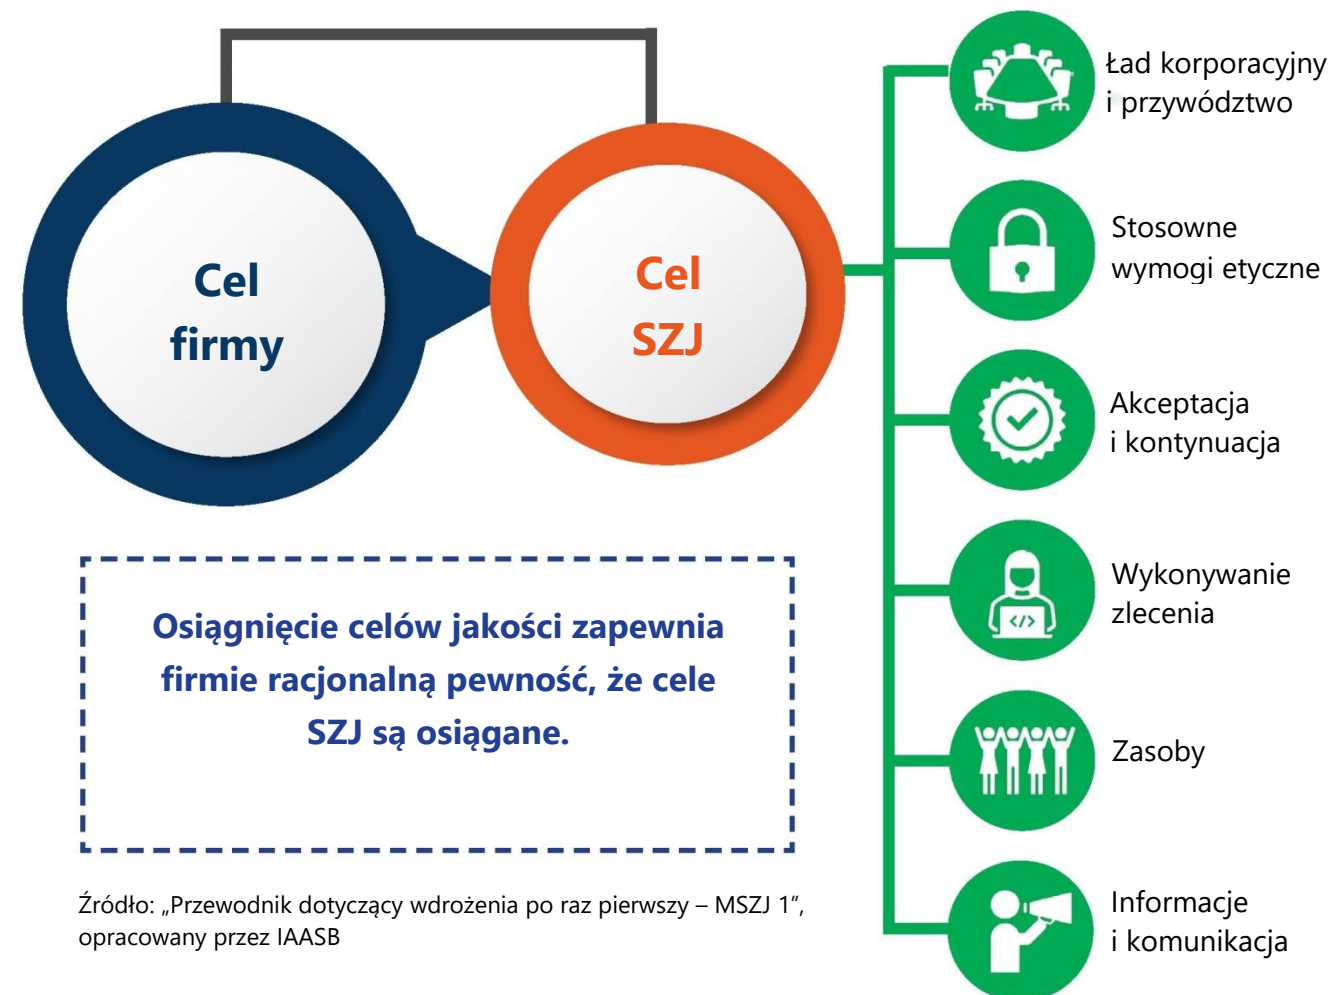 Cel
firmy
Cel
SZJ
Osiągnięcie celów jakości zapewnia
firmie racjonalną pewność, że cele
SZJ są osiągane.
Źródło: „Przewodnik dotyczący wdrożenia po raz pierwszy – MSZJ 1”,
opracowany przez IAASB
Ład korporacyjny
i przywództwo
Stosowne
wymogi etyczne
Akceptacja
i kontynuacja
Wykonywanie
zlecenia
</>
Zasoby
Informacje
i komunikacja